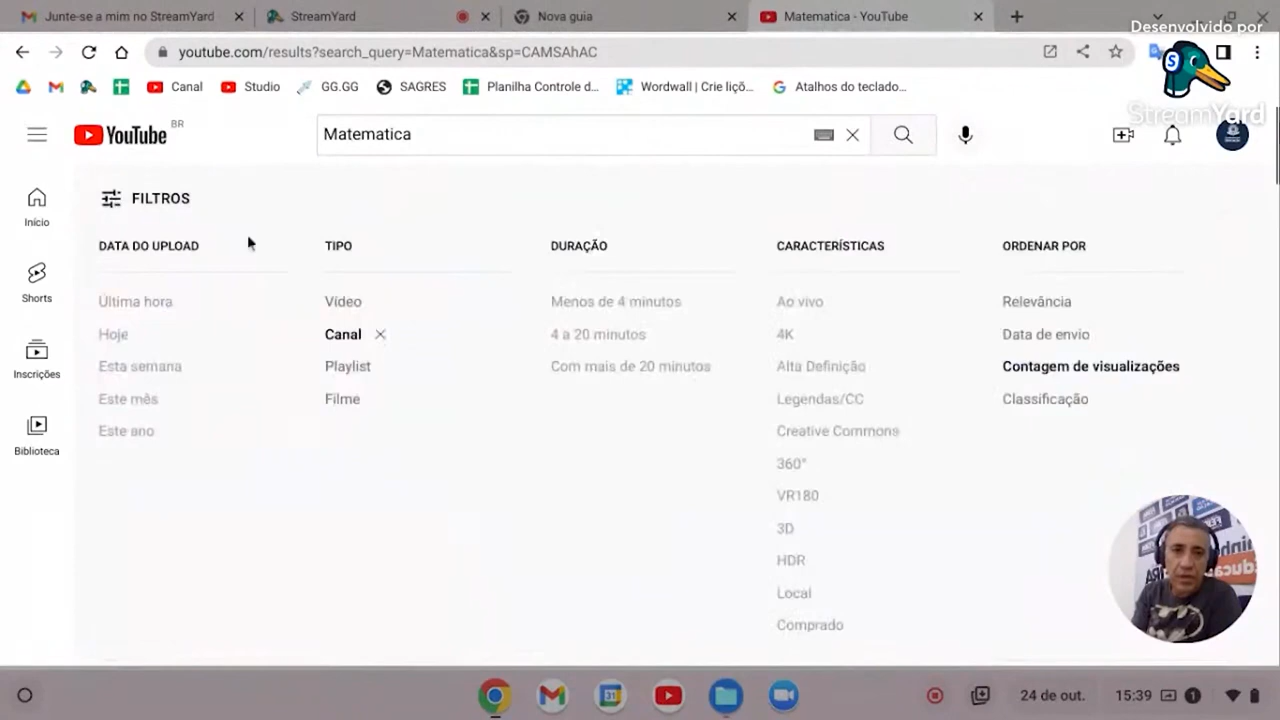 Junte-se a mim no StreamYard
StreamYard
Nova guia
Matematica - YouTube
Desenvolvido por
StreamYard
youtube.com/results?search_query=Matematica&sp=CAMSAhAC
Canal
Studio
GG.GG
SAGRES
Planilha Controle d...
Wordwall | Crie liçõ...
Atalhos do teclado...
YouTube BR
Matematica
Início
Shorts
Inscrições
Biblioteca
FILTROS
DATA DO UPLOAD
Última hora
Hoje
Esta semana
Este mês
Este ano
TIPO
Vídeo
Canal
Playlist
Filme
DURAÇÃO
Menos de 4 minutos
4 a 20 minutos
Com mais de 20 minutos
CARACTERÍSTICAS
Ao vivo
4K
Alta Definição
Legendas/CC
Creative Commons
360°
VR180
3D
HDR
Local
Comprado
ORDENAR POR
Relevância
Data de envio
Contagem de visualizações
Classificação
31
24 de out.
15:39
1